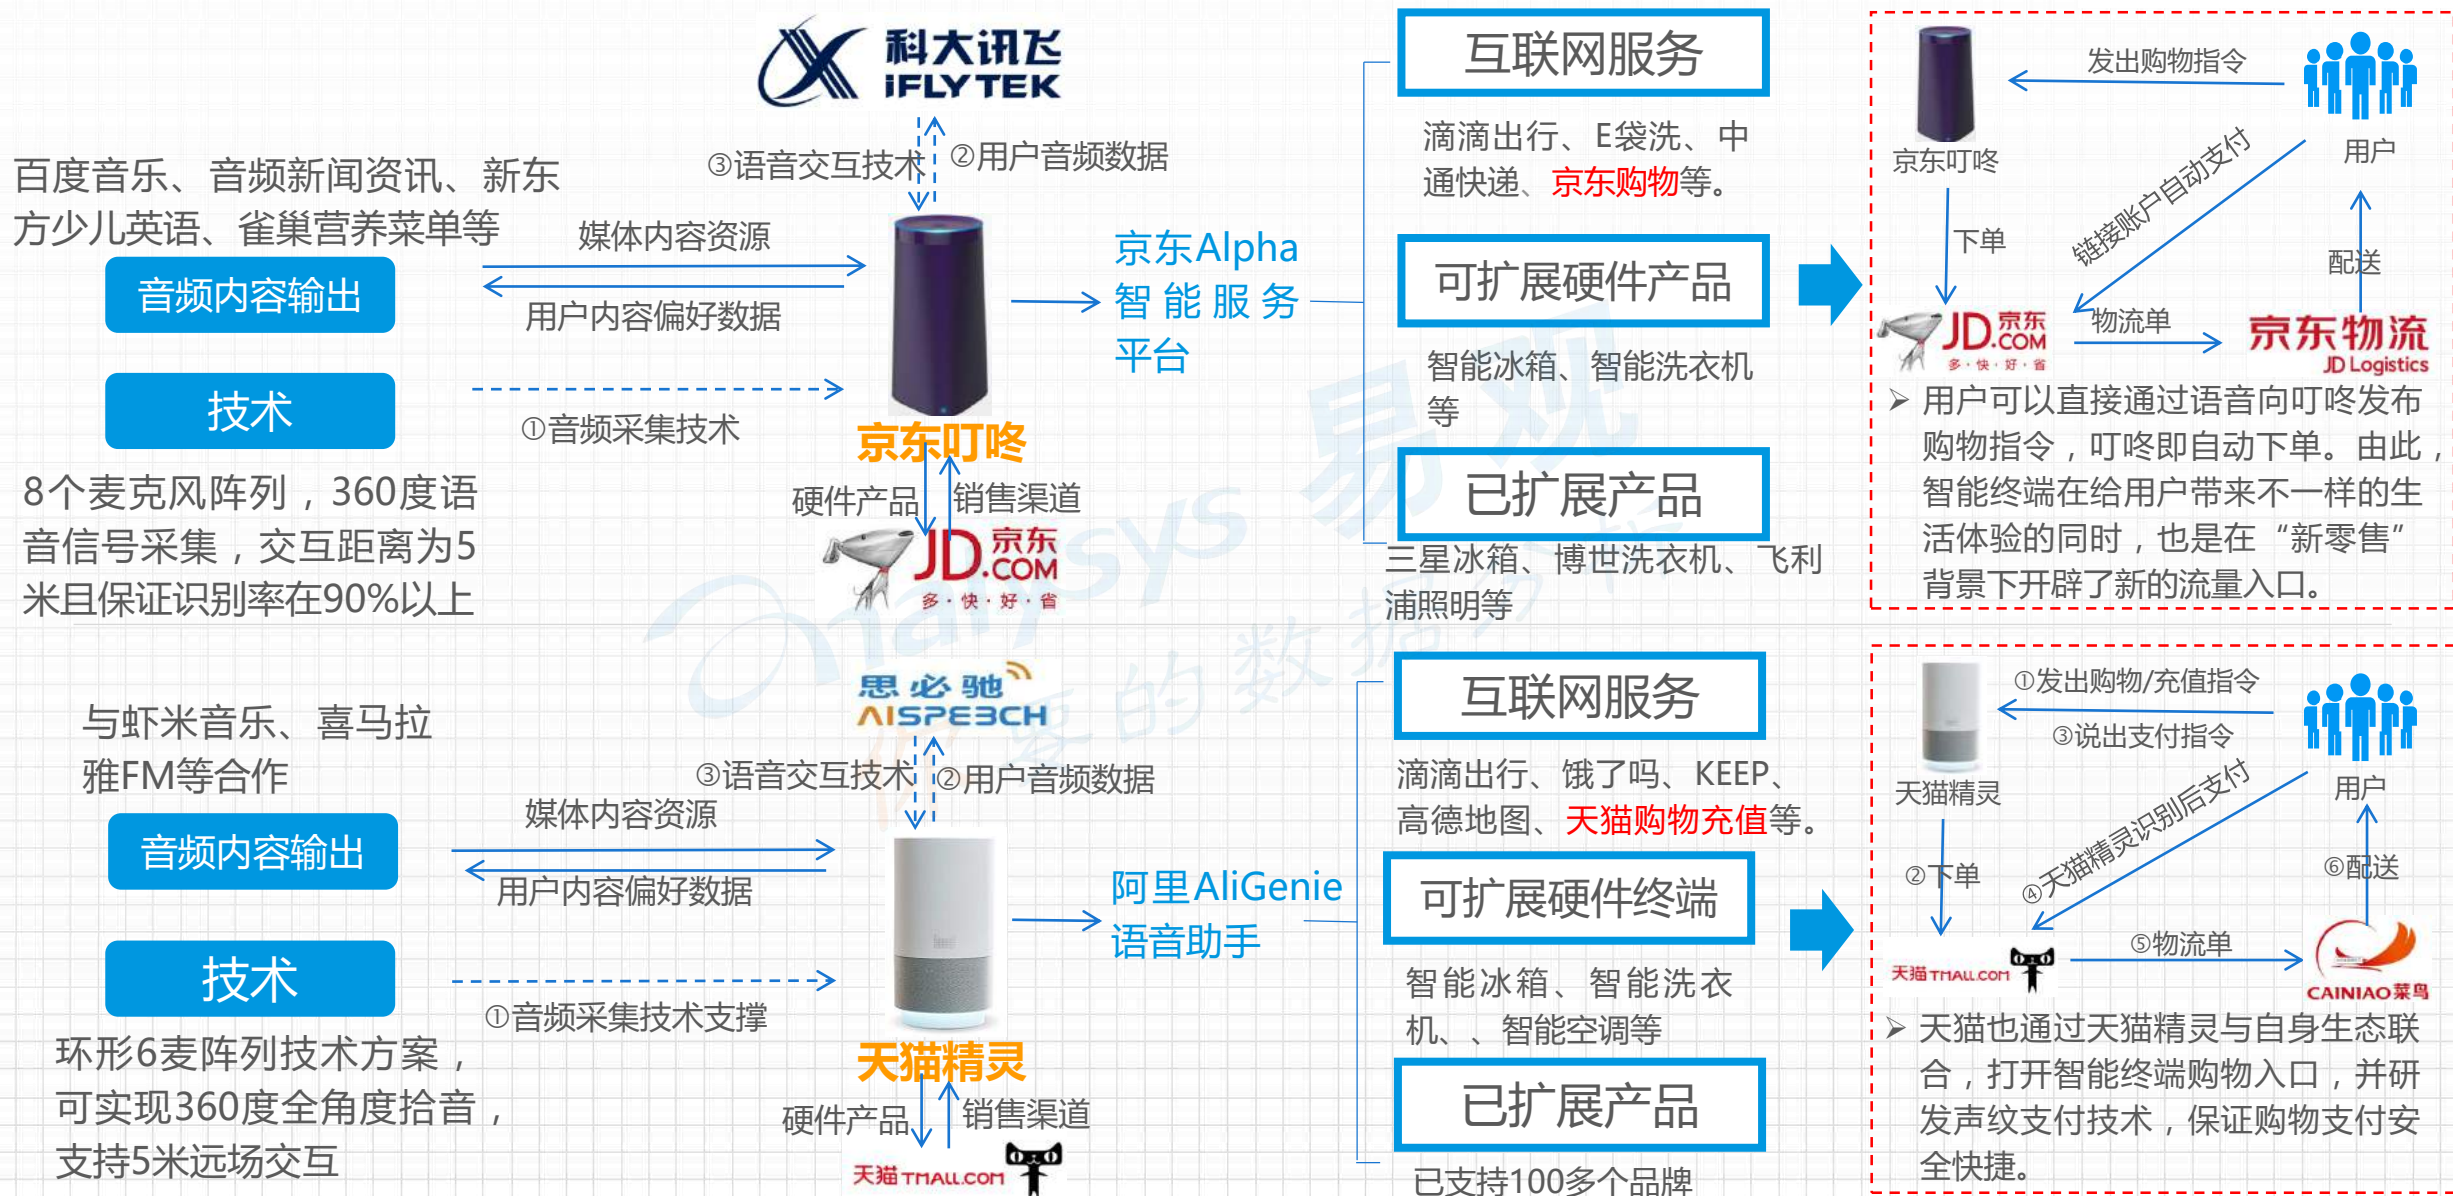 科大讯飞
iFLYTEK
③语音交互技术
②用户音频数据
百度音乐、音频新闻资讯、新东
方少儿英语、雀巢营养菜单等
音频内容输出
媒体内容资源
用户内容偏好数据
技术
①音频采集技术
8个麦克风阵列，360度语
音信号采集，交互距离为5
米且保证识别率在90%以上
京东叮咚
硬件产品
销售渠道
JD.COM 京东
多·快·好·省
京东Alpha
智能服务
平台
互联网服务
滴滴出行、E袋洗、中
通快递、京东购物等。
可扩展硬件产品
智能冰箱、智能洗衣机
等
已扩展产品
三星冰箱、博世洗衣机、飞利
浦照明等
发出购物指令
京东叮咚
用户
链接账户自动支付
下单
配送
JD.COM 京东
多·快·好·省
物流单
京东物流
JD Logistics
➢ 用户可以直接通过语音向叮咚发布
购物指令，叮咚即自动下单。由此，
智能终端在给用户带来不一样的生
活体验的同时，也是在“新零售”
背景下开辟了新的流量入口。
analysys 易观
你要的数据分析
思必驰
AISPEECH
③语音交互技术
②用户音频数据
与虾米音乐、喜马拉
雅FM等合作
音频内容输出
媒体内容资源
用户内容偏好数据
技术
①音频采集技术支撑
环形6麦阵列技术方案，
可实现360度全角度拾音，
支持5米远场交互
天猫精灵
硬件产品
销售渠道
天猫 TMALL.COM
阿里AliGenie
语音助手
互联网服务
滴滴出行、饿了吗、KEEP、
高德地图、天猫购物充值等。
可扩展硬件终端
智能冰箱、智能洗衣
机、、智能空调等
已扩展产品
已支持100多个品牌
①发出购物/充值指令
③说出支付指令
天猫精灵
用户
④天猫精灵识别后支付
②下单
⑥配送
天猫 TMALL.COM
⑤物流单
CAINIAO菜鸟
➢ 天猫也通过天猫精灵与自身生态联
合，打开智能终端购物入口，并研
发声纹支付技术，保证购物支付安
全快捷。